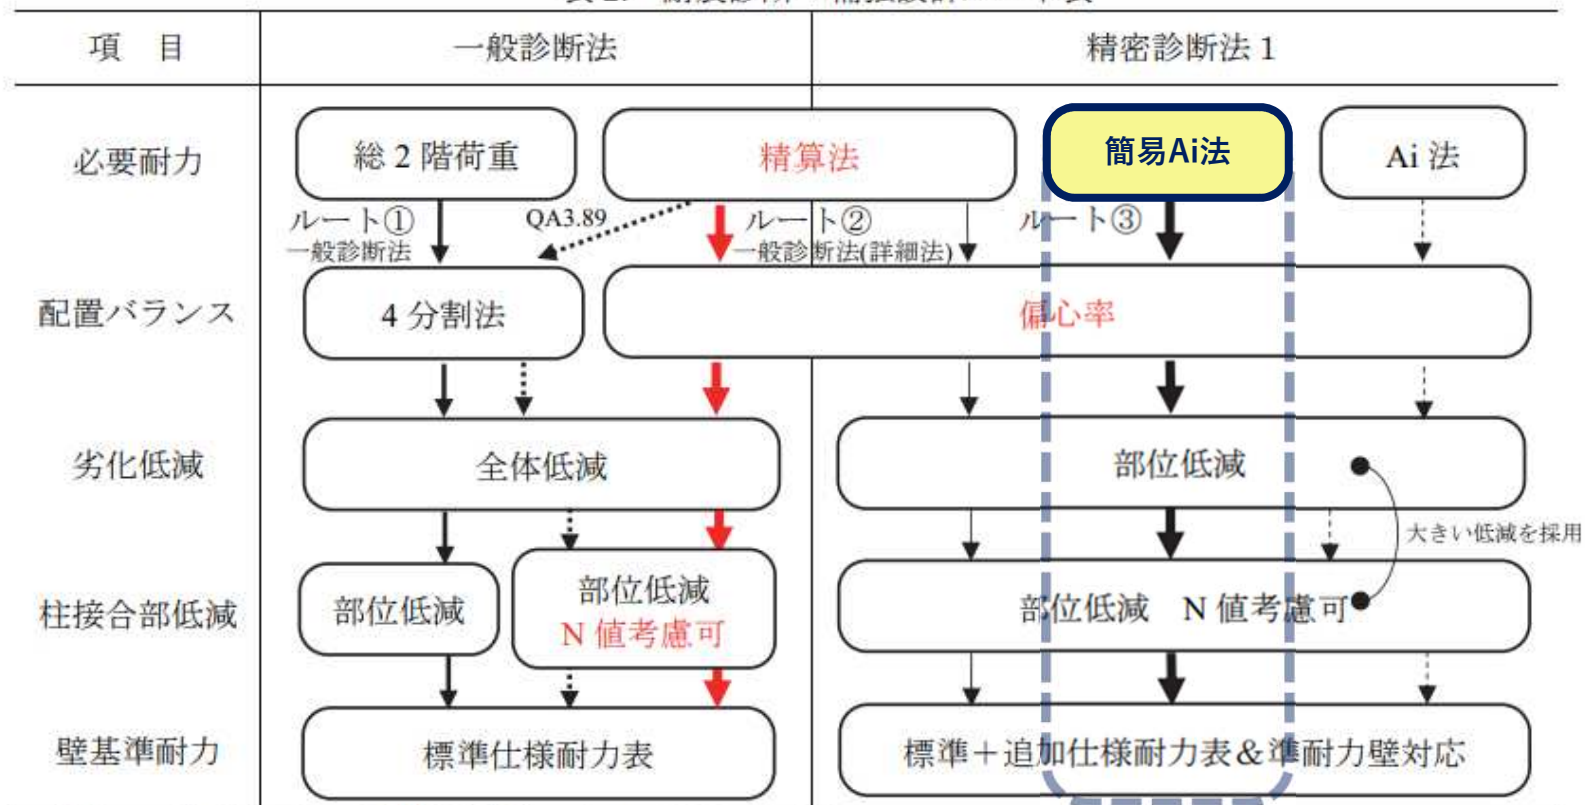 項 目
一般診断法
精密診断法 1
必要耐力
総 2 階荷重
精算法
簡易Ai法
Ai 法
ルート①
一般診断法
QA3.89
ルート②
一般診断法(詳細法)
ルート③
配置バランス
4 分割法
偏心率
劣化低減
全体低減
部位低減
大きい低減を採用
柱接合部低減
部位低減
部位低減
N 値考慮可
部位低減 N 値考慮可
壁基準耐力
標準仕様耐力表
標準＋追加仕様耐力表＆準耐力壁対応